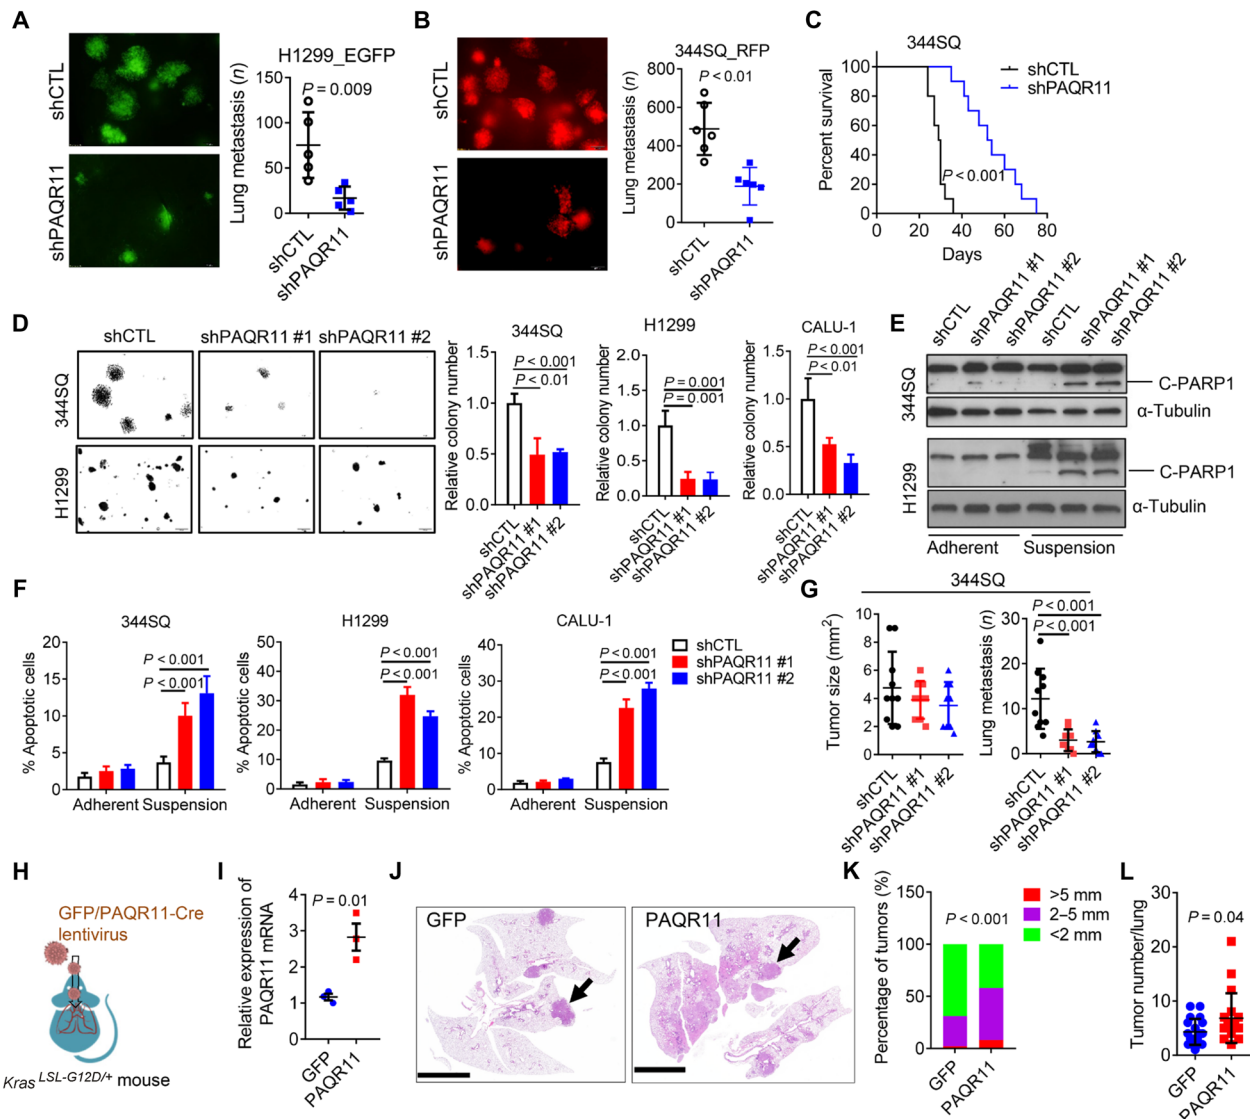 A
shCTL
shPAQR11
H1299_EGFP
Lung metastasis (n)
150
100
50
0
P = 0.009
shCTL
shPAQR11
B
shCTL
shPAQR11
344SQ_RFP
Lung metastasis (n)
800
600
400
200
0
P < 0.01
shCTL
shPAQR11
C
344SQ
shCTL
shPAQR11
Percent survival
100
80
60
40
20
0
P < 0.001
0 20 40 60 80
Days
D
shCTL shPAQR11 #1 shPAQR11 #2
344SQ
H1299
344SQ
Relative colony number
1.5
1.0
0.5
0.0
P < 0.001
P < 0.01
shCTL
shPAQR11 #1
shPAQR11 #2
H1299
Relative colony number
2.0
1.5
1.0
0.5
0.0
P = 0.001
P = 0.001
shCTL
shPAQR11 #1
shPAQR11 #2
CALU-1
Relative colony number
1.5
1.0
0.5
0.0
P < 0.001
P < 0.01
shCTL
shPAQR11 #1
shPAQR11 #2
E
shCTL
shPAQR11 #1
shPAQR11 #2
shCTL
shPAQR11 #1
shPAQR11 #2
344SQ
C-PARP1
α-Tubulin
H1299
C-PARP1
α-Tubulin
Adherent Suspension
F
344SQ
% Apoptotic cells
20
15
10
5
0
P < 0.001
P < 0.001
Adherent Suspension
H1299
% Apoptotic cells
50
40
30
20
10
0
P < 0.001
P < 0.001
Adherent Suspension
CALU-1
% Apoptotic cells
40
30
20
10
0
P < 0.001
P < 0.001
Adherent Suspension
shCTL
shPAQR11 #1
shPAQR11 #2
G
344SQ
Tumor size (mm²)
10
8
6
4
2
0
shCTL
shPAQR11 #1
shPAQR11 #2
Lung metastasis (n)
30
20
10
0
P < 0.001
P < 0.001
shCTL
shPAQR11 #1
shPAQR11 #2
H
GFP/PAQR11-Cre
lentivirus
Kras LSL-G12D/+ mouse
I
Relative expression of
PAQR11 mRNA
4
3
2
1
0
P = 0.01
GFP
PAQR11
J
GFP
PAQR11
K
Percentage of tumors (%)
150
100
50
0
P < 0.001
>5 mm
2–5 mm
<2 mm
GFP
PAQR11
L
Tumor number/lung
30
20
10
0
P = 0.04
GFP
PAQR11